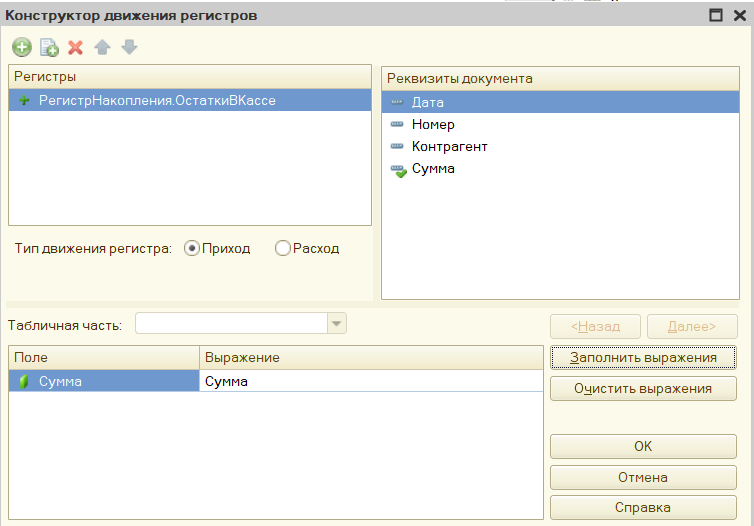 Конструктор движения регистров
Регистры
РегистрНакопления.ОстаткиВКассе
Реквизиты документа
Дата
Номер
Контрагент
Сумма
Тип движения регистра: Приход Расход
Табличная часть:
<Назад Далее>
Поле Выражение
Сумма Сумма
Заполнить выражения
Очистить выражения
OK
Отмена
Справка